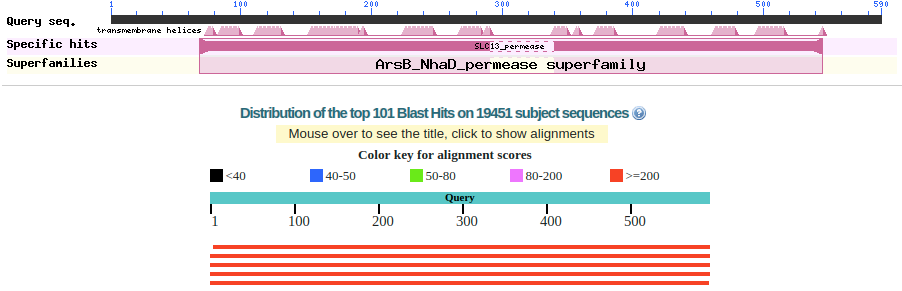 1 100 200 300 400 500 590
Query seq.
transmembrane helices
Specific hits SLC13_permease
Superfamilies ArsB_NhaD_permease superfamily
Distribution of the top 101 Blast Hits on 19451 subject sequences ?
Mouse over to see the title, click to show alignments
Color key for alignment scores
<40 40-50 50-80 80-200 >=200
Query
1 100 200 300 400 500